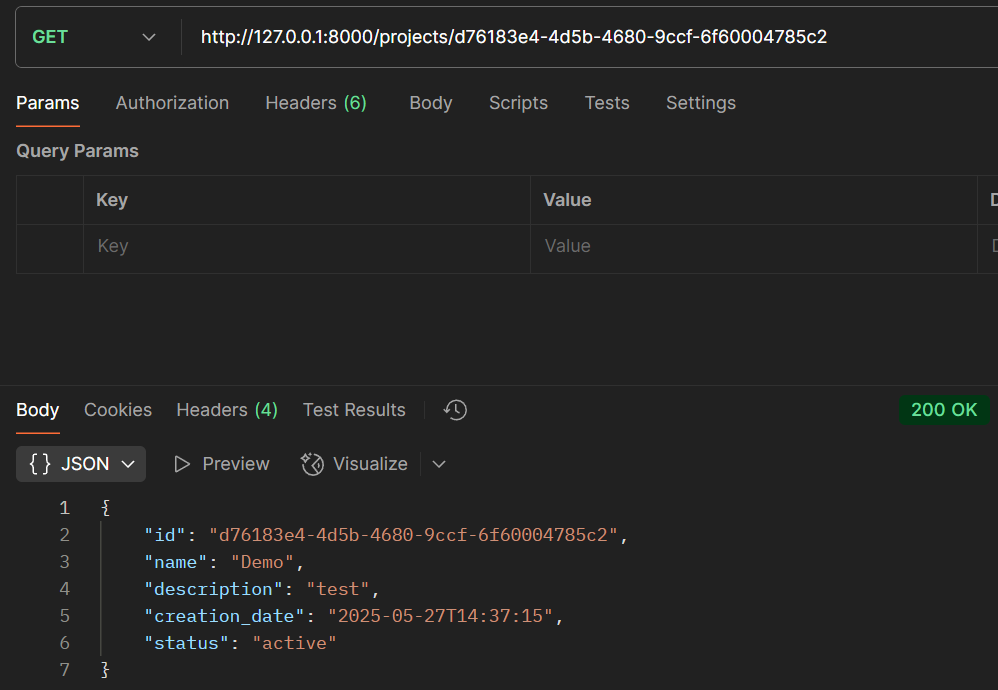 GET http://127.0.0.1:8000/projects/d76183e4-4d5b-4680-9ccf-6f60004785c2
Params Authorization Headers (6) Body Scripts Tests Settings
Query Params
Key Value D
Key Value D
Body Cookies Headers (4) Test Results 200 OK
{} JSON Preview Visualize
1 {
2 "id": "d76183e4-4d5b-4680-9ccf-6f60004785c2",
3 "name": "Demo",
4 "description": "test",
5 "creation_date": "2025-05-27T14:37:15",
6 "status": "active"
7 }